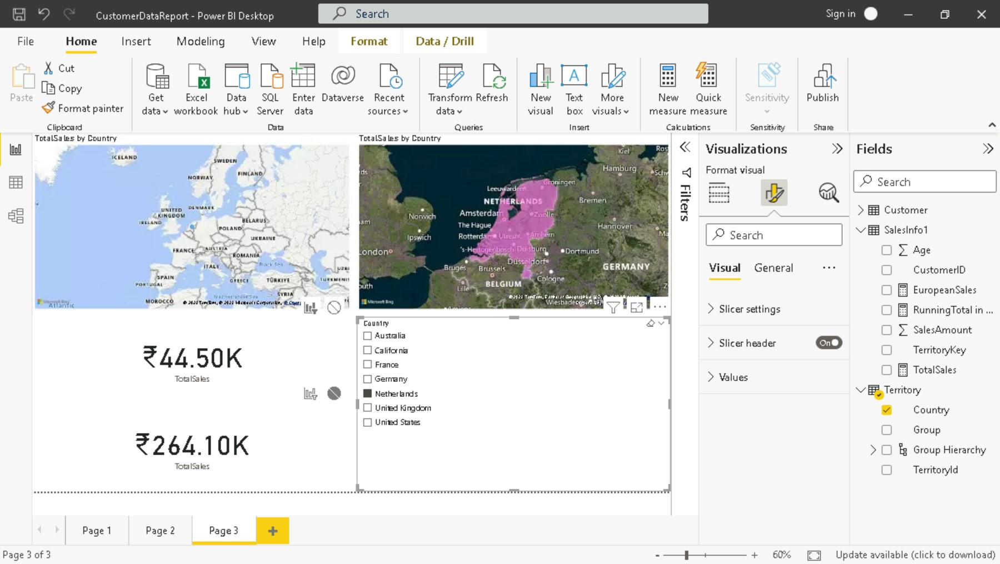 CustomerDataReport - Power BI Desktop
Search
Sign in
File
Home
Insert
Modeling
View
Help
Format
Data / Drill
Paste
Cut
Copy
Format painter
Clipboard
Get data
Excel workbook
Data hub
SQL Server
Enter data
Dataverse
Recent sources
Data
Transform data
Refresh
Queries
New visual
Text box
More visuals
Insert
New measure
Quick measure
Calculations
Sensitivity
Sensitivity
Publish
Share
TotalSales by Country
ICELAND
SWEDEN
FINLAND
NORWAY
UNITED KINGDOM
DENMARK
IRELAND
BELARUS
POLAND
UKRAINE
FRANCE
AUSTRIA
ROMANIA
ITALY
Black Sea
SPAIN
PORTUGAL
GREECE
TÜRKIYE
SYRIA
MOROCCO
Microsoft Bing
Atlantic
TotalSales by Country
Kiel
Hamburg
Groningen
Leeuwarden
NETHERLANDS
Bremen
Norwich
Amsterdam
Zwolle
The Hague
Hannover
Ipswich
Rotterdam
Utrecht
Arnhem
London
's-Hertogenbosch
Duisburg
Dortmund
Düsseldorf
Bruges
Brussels
Cologne
GERMANY
BELGIUM
Lille
Microsoft Bing
₹44.50K
TotalSales
₹264.10K
TotalSales
Country
Australia
California
France
Germany
Netherlands
United Kingdom
United States
Filters
Visualizations
Format visual
Search
Visual
General
Slicer settings
Slicer header
On
Values
Fields
Search
Customer
SalesInfo1
Age
CustomerID
EuropeanSales
RunningTotal in ...
SalesAmount
TerritoryKey
TotalSales
Territory
Country
Group
Group Hierarchy
TerritoryId
Page 1
Page 2
Page 3
Page 3 of 3
- +
60%
Update available (click to download)